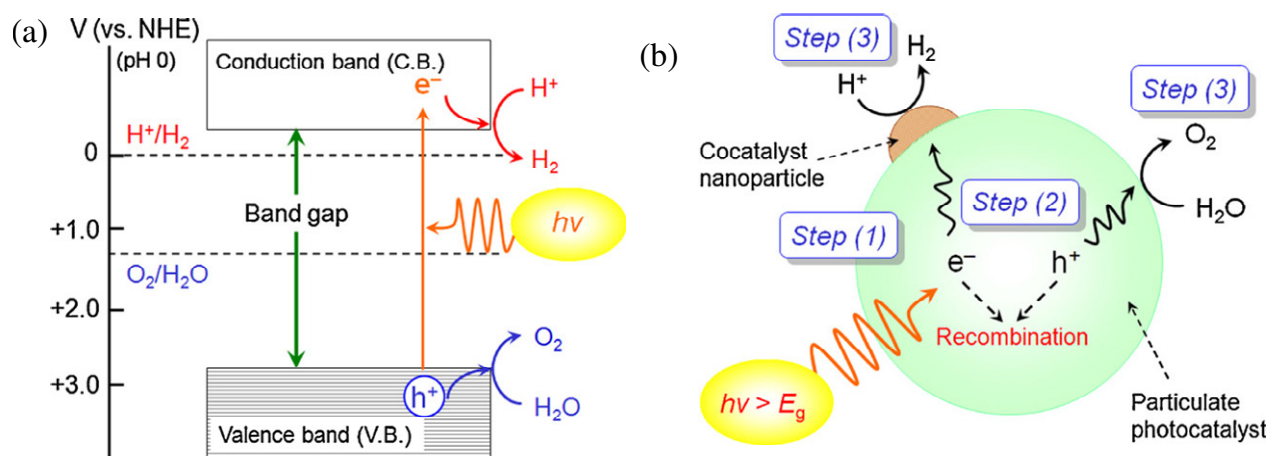 (a)
V (vs. NHE)
(pH 0)
Conduction band (C.B.)
e⁻
H⁺
H⁺/H₂
0
H₂
Band gap
hν
+1.0
O₂/H₂O
+2.0
O₂
+3.0
h⁺
H₂O
Valence band (V.B.)
(b)
Step (3)
H₂
H⁺
Step (3)
O₂
Cocatalyst
nanoparticle
Step (2)
H₂O
Step (1)
e⁻
h⁺
Recombination
hν > Eg
Particulate
photocatalyst